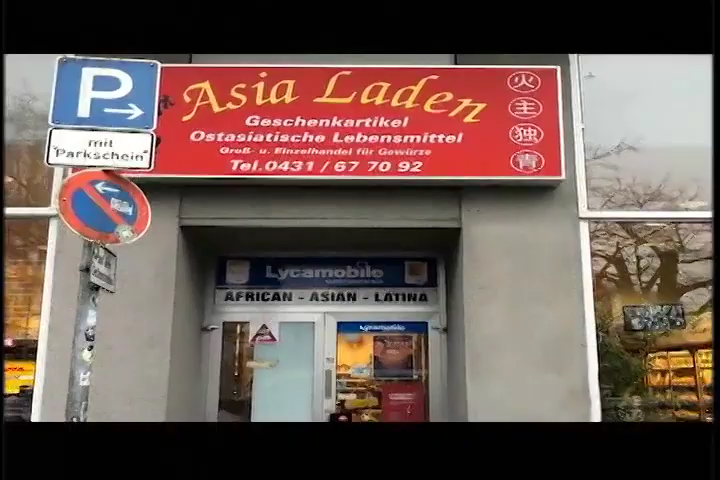 P
mit
Parkschein
Asia Laden
Geschenkartikel
Ostasiatische Lebensmittel
Groß- u. Einzelhandel für Gewürze
Tel.0431 / 67 70 92
火
主
独
青
Lycamobile
AFRICAN - ASIAN - LATINA
Lycamobile